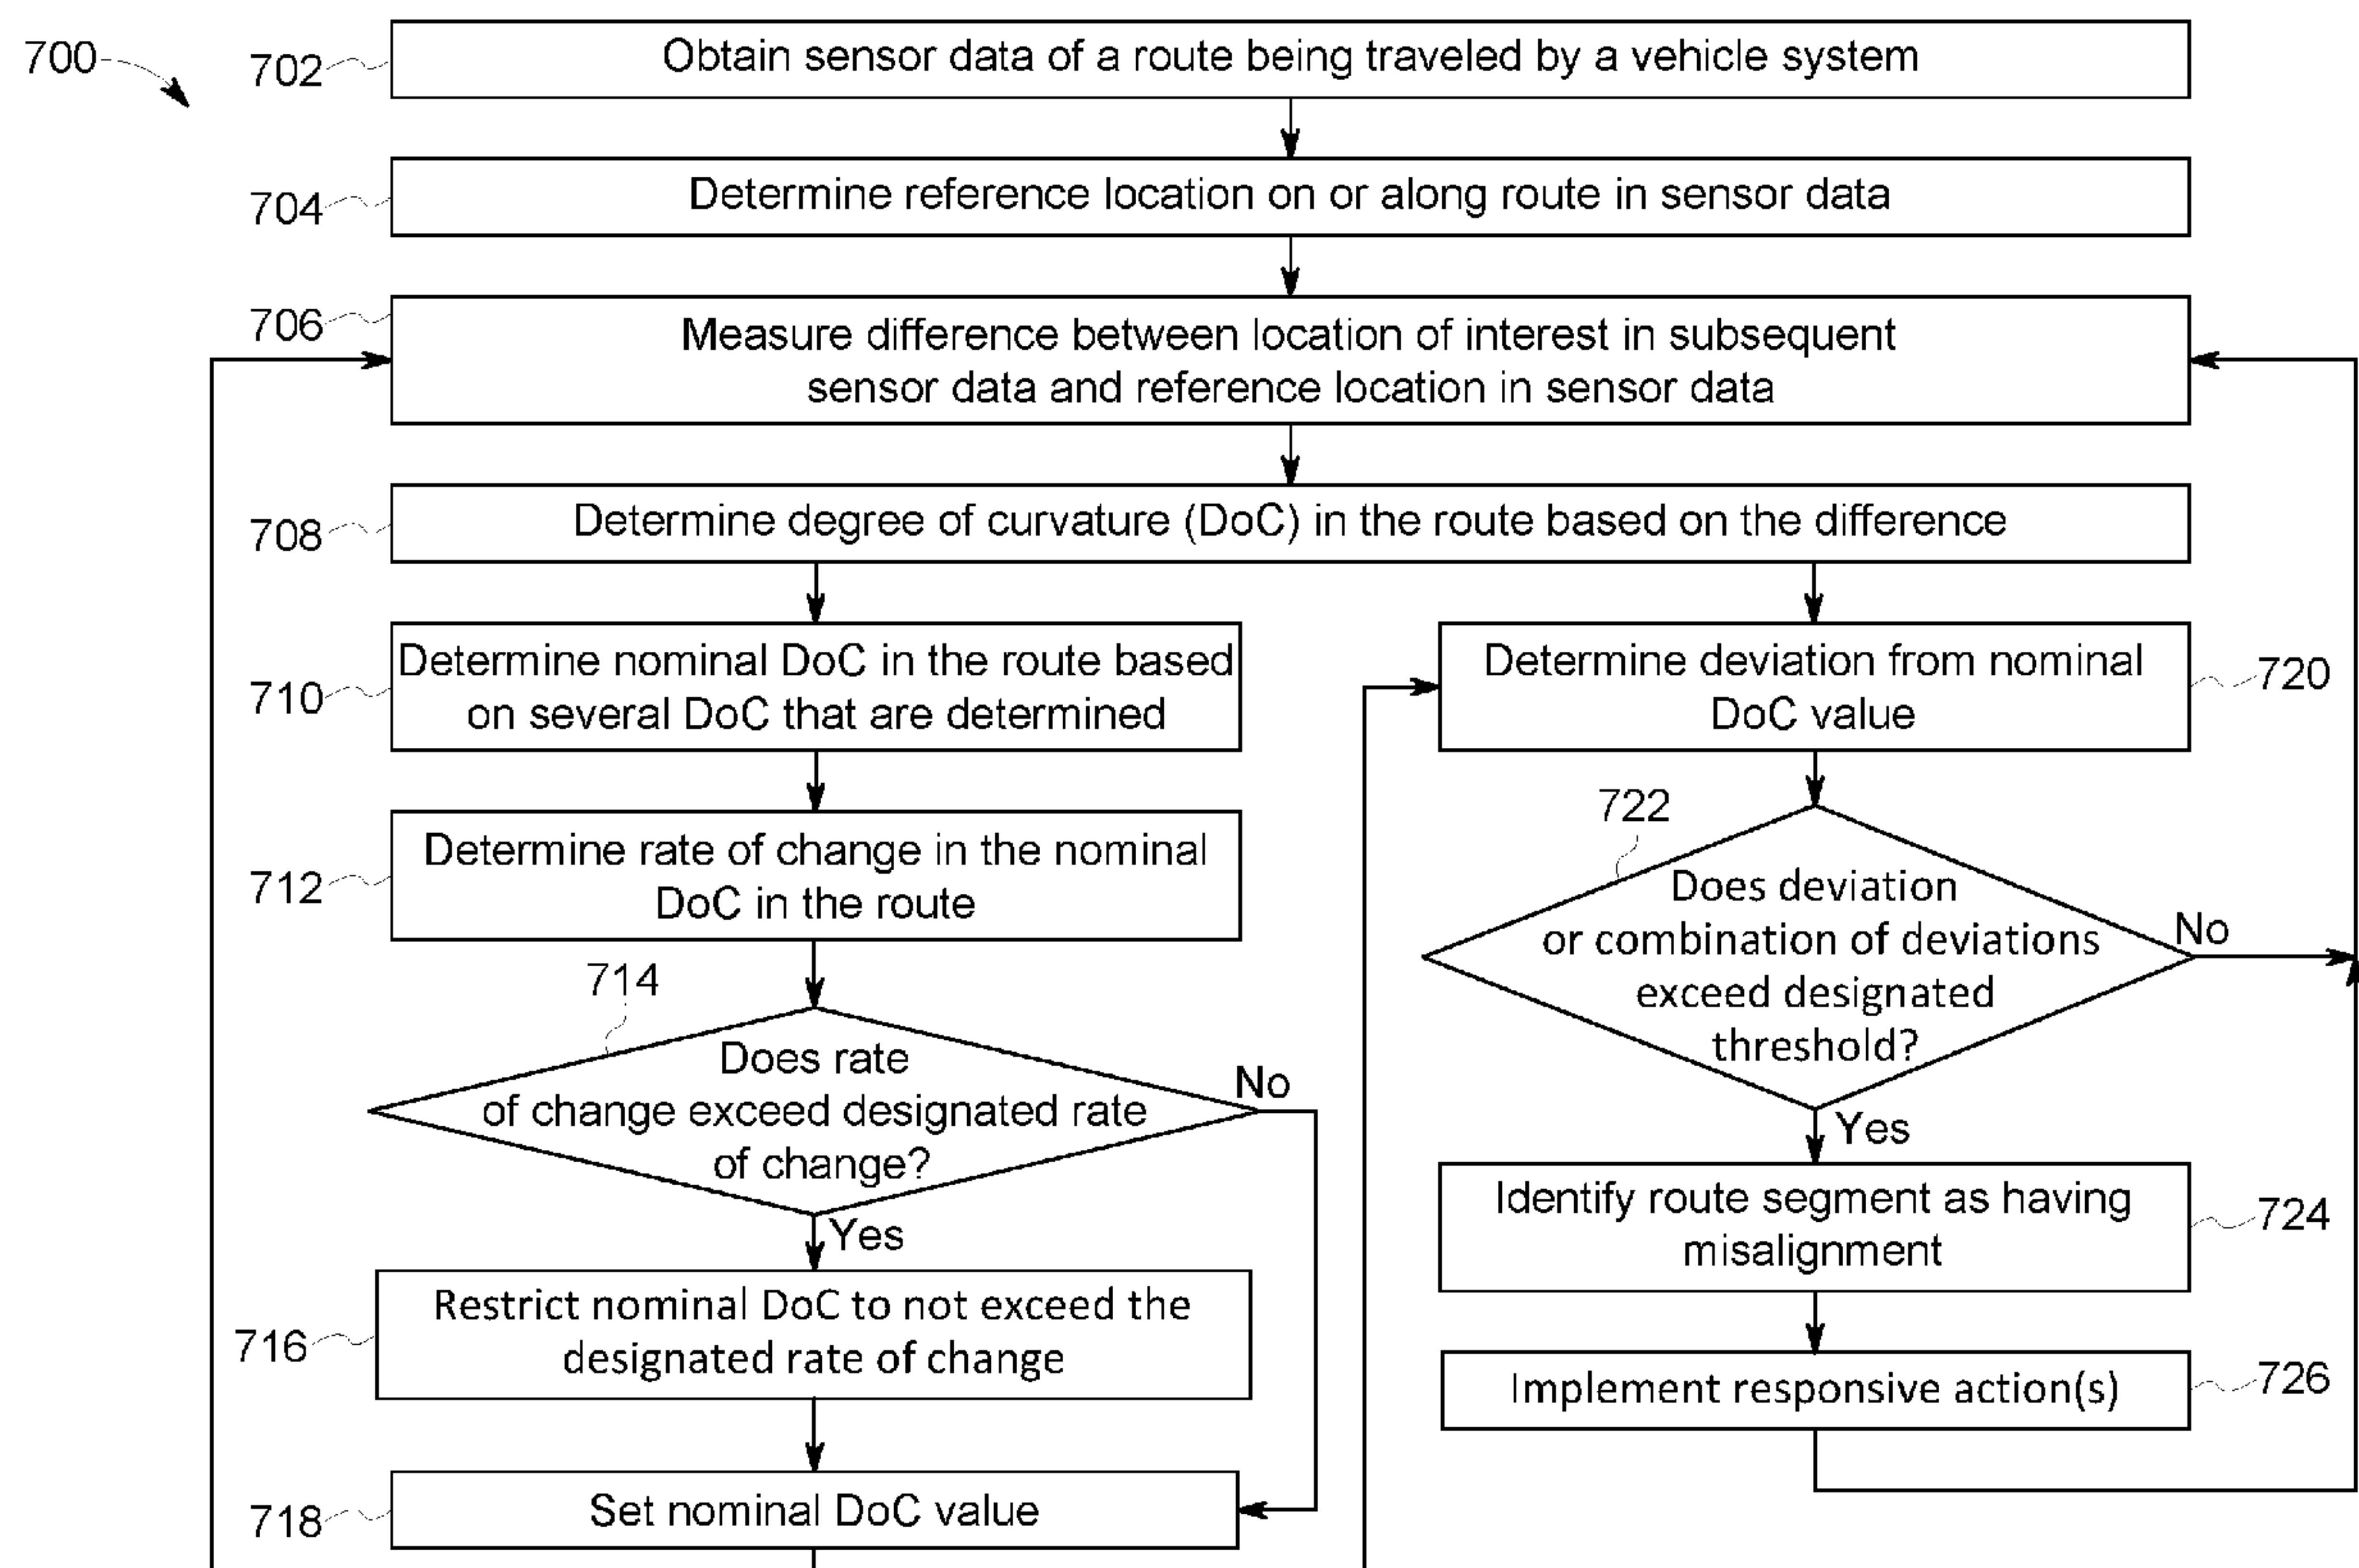 700
702
Obtain sensor data of a route being traveled by a vehicle system
704
Determine reference location on or along route in sensor data
706
Measure difference between location of interest in subsequent
sensor data and reference location in sensor data
708
Determine degree of curvature (DoC) in the route based on the difference
710
Determine nominal DoC in the route based
on several DoC that are determined
712
Determine rate of change in the nominal
DoC in the route
714
Does rate
of change exceed designated rate
of change?
No
Yes
716
Restrict nominal DoC to not exceed the
designated rate of change
718
Set nominal DoC value
Determine deviation from nominal
DoC value
720
722
Does deviation
or combination of deviations
exceed designated
threshold?
No
Yes
Identify route segment as having
misalignment
724
Implement responsive action(s)
726